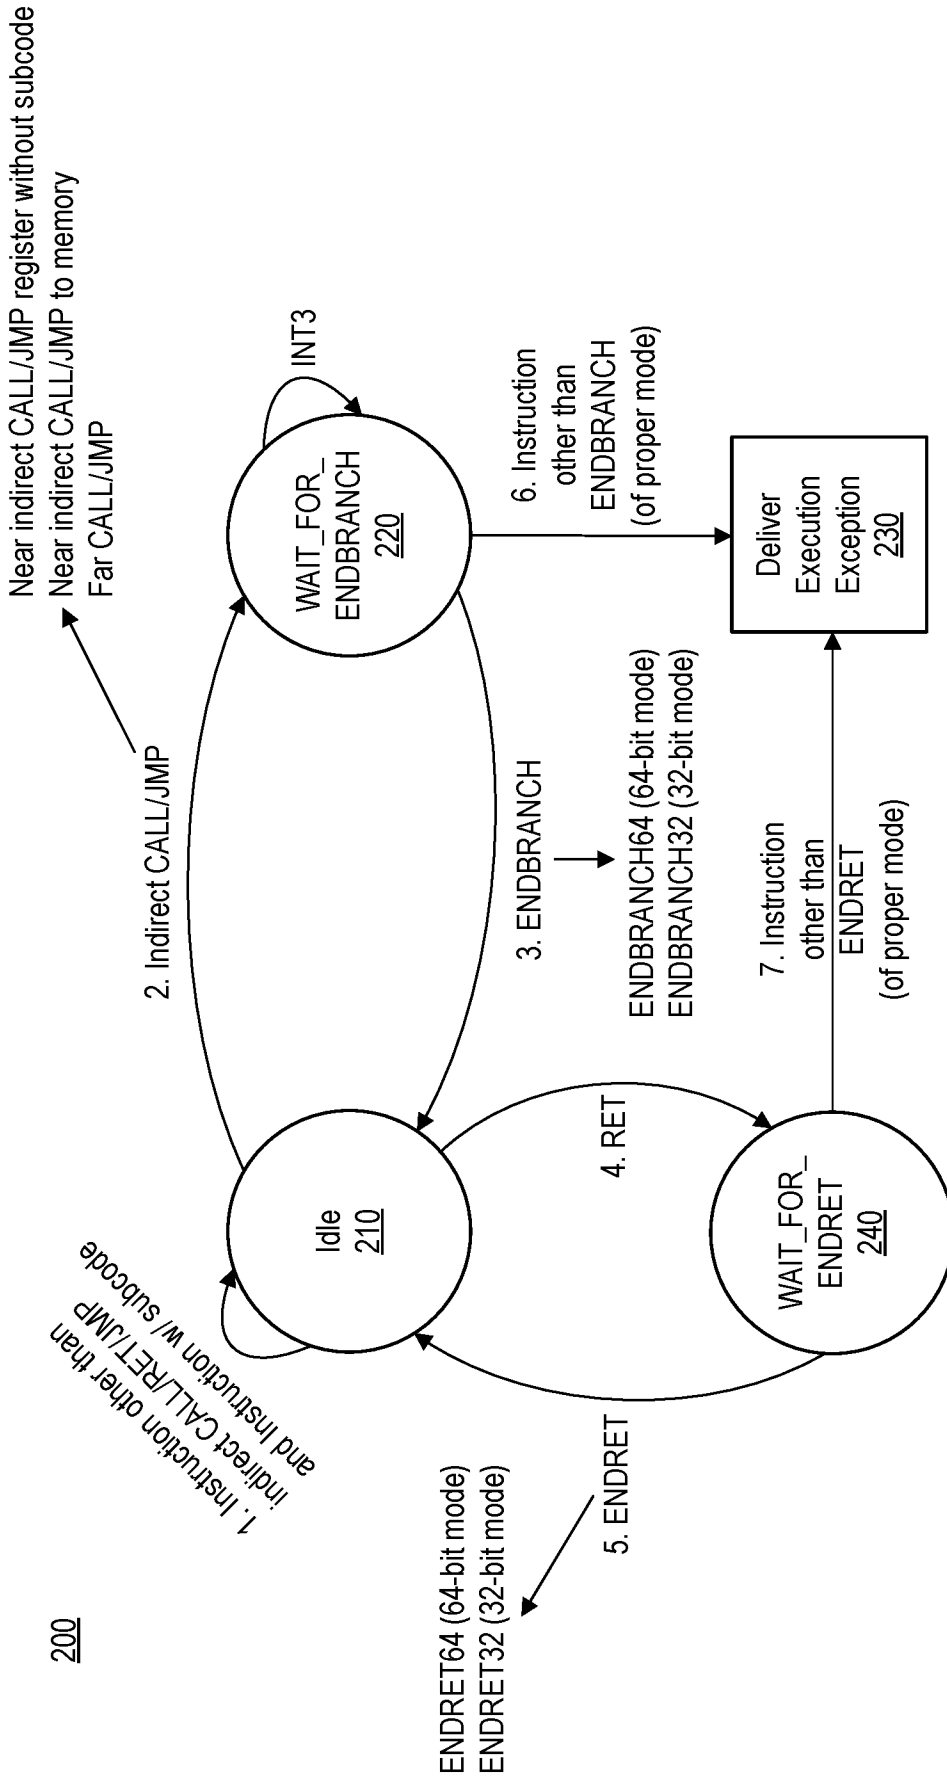 200
1. Instruction other than
indirect CALL/RET/JMP
and Instruction w/ subcode
2. Indirect CALL/JMP
Near indirect CALL/JMP register without subcode
Near indirect CALL/JMP to memory
Far CALL/JMP
Idle
210
WAIT_FOR_
ENDBRANCH
220
INT3
3. ENDBRANCH
ENDBRANCH64 (64-bit mode)
ENDBRANCH32 (32-bit mode)
ENDRET64 (64-bit mode)
ENDRET32 (32-bit mode)
5. ENDRET
4. RET
6. Instruction
other than
ENDBRANCH
(of proper mode)
WAIT_FOR_
ENDRET
240
7. Instruction
other than
ENDRET
(of proper mode)
Deliver
Execution
Exception
230